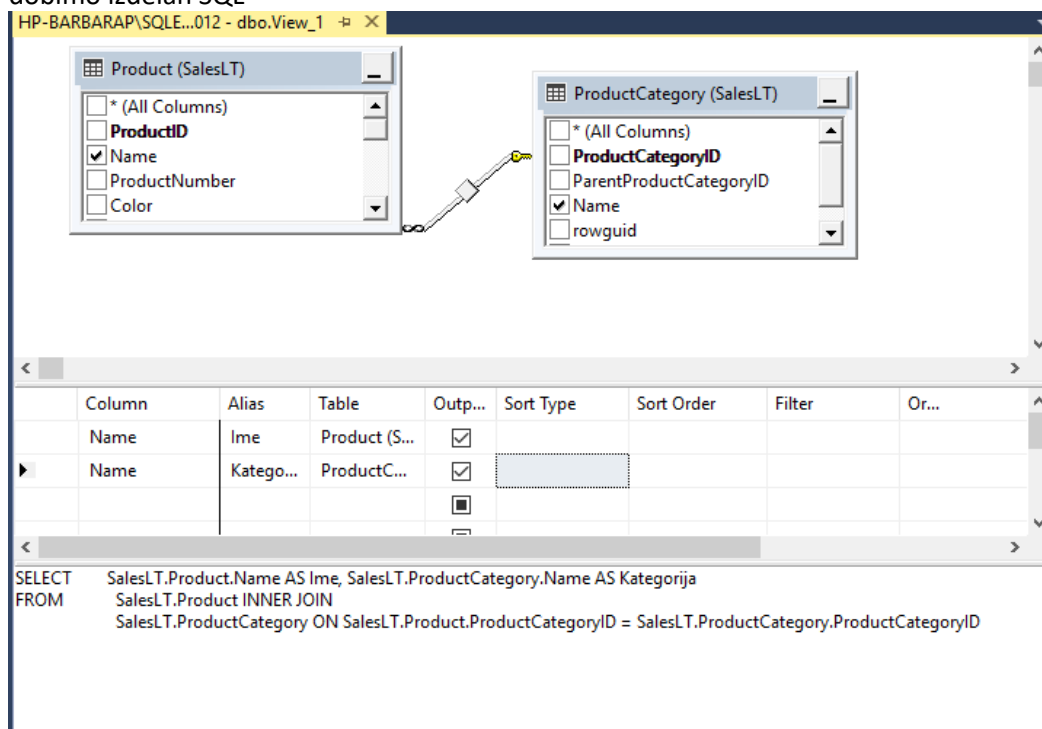 dobimo izdelan SQL
HP-BARBARAP\SQLE...012 - dbo.View_1
Product (SalesLT)
* (All Columns)
ProductID
Name
ProductNumber
Color
ProductCategory (SalesLT)
* (All Columns)
ProductCategoryID
ParentProductCategoryID
Name
rowguid
Column Alias Table Outp... Sort Type Sort Order Filter Or...
Name Ime Product (S...
Name Katego... ProductC...
SELECT SalesLT.Product.Name AS Ime, SalesLT.ProductCategory.Name AS Kategorija
FROM SalesLT.Product INNER JOIN
SalesLT.ProductCategory ON SalesLT.Product.ProductCategoryID = SalesLT.ProductCategory.ProductCategoryID